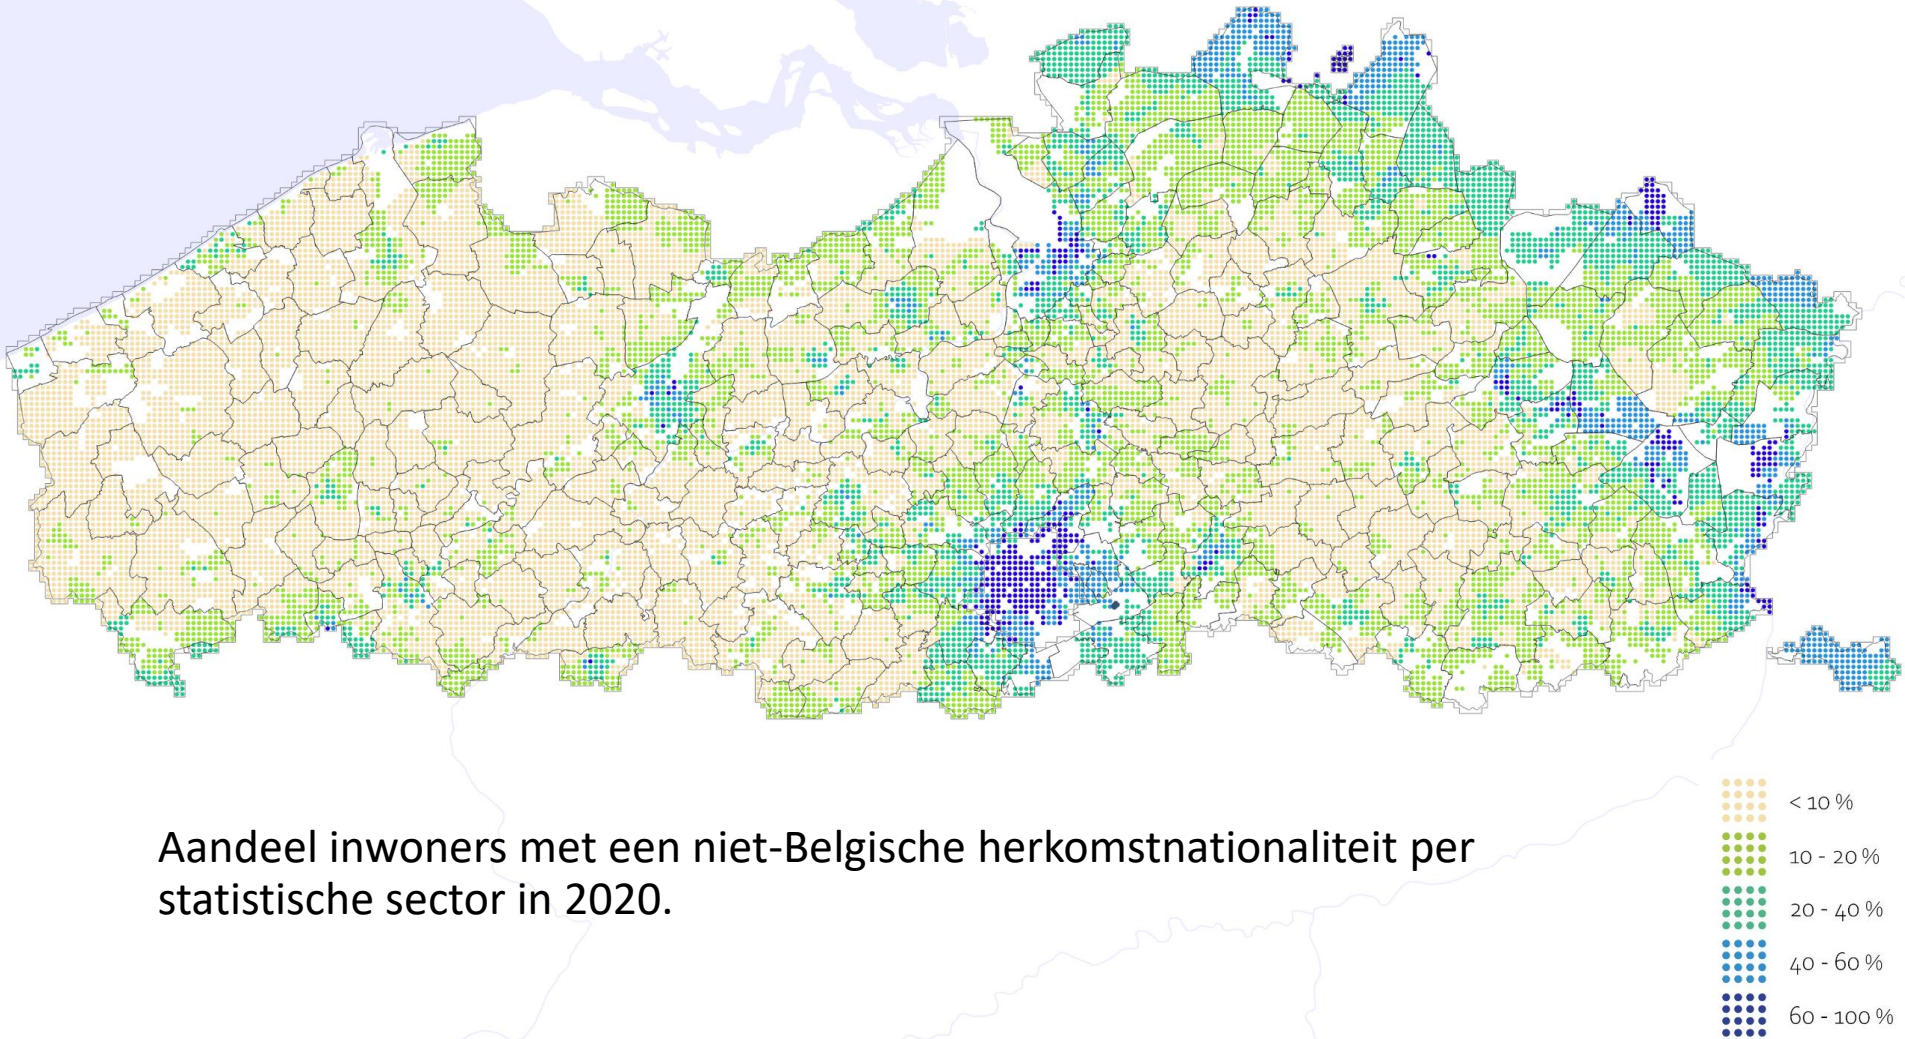 Aandeel inwoners met een niet-Belgische herkomstnationaliteit per
statistische sector in 2020.
< 10 %
10 - 20 %
20 - 40 %
40 - 60 %
60 - 100 %